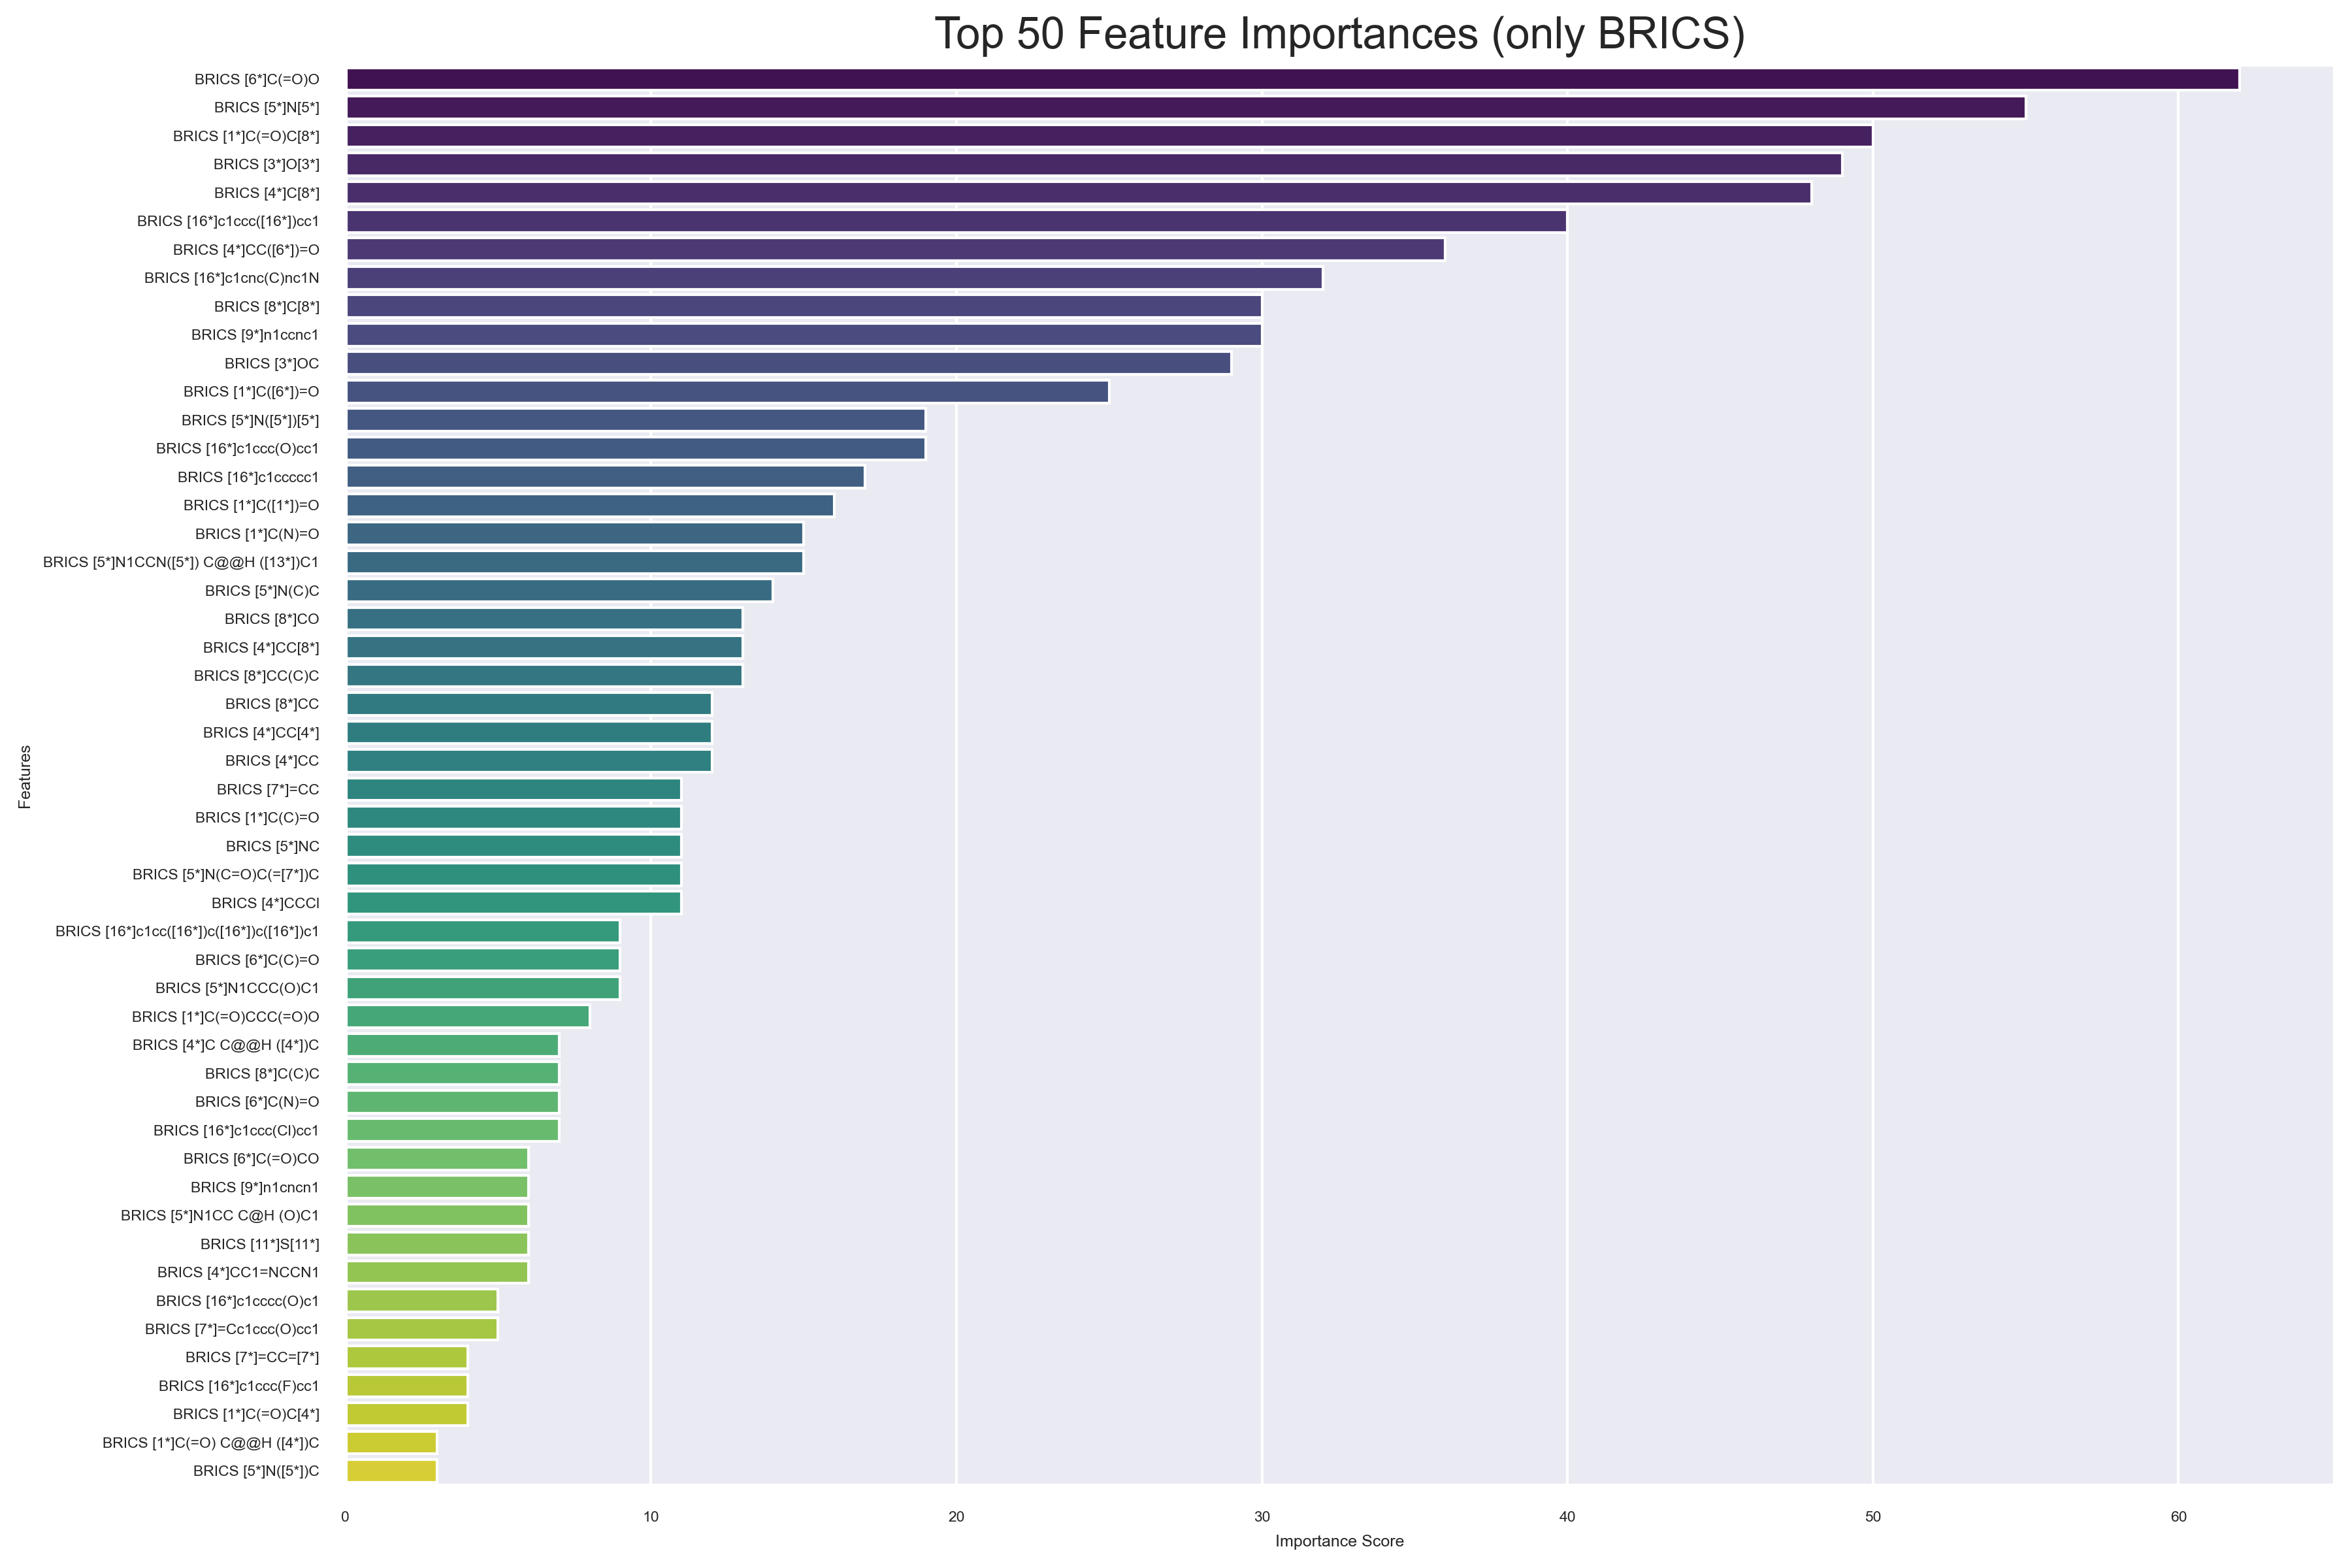 Top 50 Feature Importances (only BRICS)
BRICS [6*]C(=O)O
BRICS [5*]N[5*]
BRICS [1*]C(=O)C[8*]
BRICS [3*]O[3*]
BRICS [4*]C[8*]
BRICS [16*]c1ccc([16*])cc1
BRICS [4*]CC([6*])=O
BRICS [16*]c1cnc(C)nc1N
BRICS [8*]C[8*]
BRICS [9*]n1ccnc1
BRICS [3*]OC
BRICS [1*]C([6*])=O
BRICS [5*]N([5*])[5*]
BRICS [16*]c1ccc(O)cc1
BRICS [16*]c1ccccc1
BRICS [1*]C([1*])=O
BRICS [1*]C(N)=O
BRICS [5*]N1CCN([5*]) C@@H ([13*])C1
BRICS [5*]N(C)C
BRICS [8*]CO
BRICS [4*]CC[8*]
BRICS [8*]CC(C)C
BRICS [8*]CC
BRICS [4*]CC[4*]
BRICS [4*]CC
BRICS [7*]=CC
BRICS [1*]C(C)=O
BRICS [5*]NC
BRICS [5*]N(C=O)C(=[7*])C
BRICS [4*]CCCl
BRICS [16*]c1cc([16*])c([16*])c([16*])c1
BRICS [6*]C(C)=O
BRICS [5*]N1CCC(O)C1
BRICS [1*]C(=O)CCC(=O)O
BRICS [4*]C C@@H ([4*])C
BRICS [8*]C(C)C
BRICS [6*]C(N)=O
BRICS [16*]c1ccc(Cl)cc1
BRICS [6*]C(=O)CO
BRICS [9*]n1cncn1
BRICS [5*]N1CC C@H (O)C1
BRICS [11*]S[11*]
BRICS [4*]CC1=NCCN1
BRICS [16*]c1cccc(O)c1
BRICS [7*]=Cc1ccc(O)cc1
BRICS [7*]=CC=[7*]
BRICS [16*]c1ccc(F)cc1
BRICS [1*]C(=O)C[4*]
BRICS [1*]C(=O) C@@H ([4*])C
BRICS [5*]N([5*])C
Features
0 10 20 30 40 50 60
Importance Score